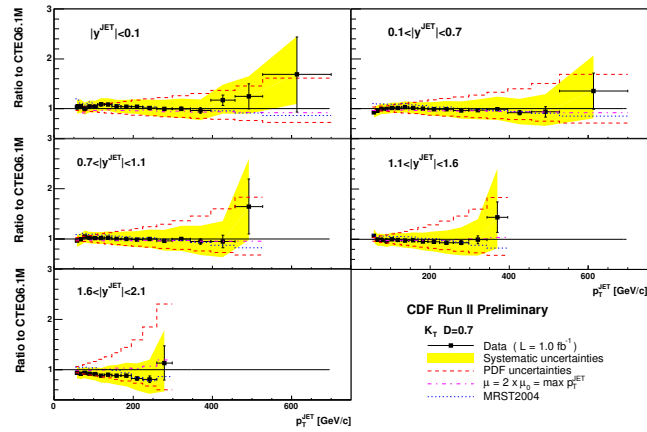 Ratio to CTEQ6.1M
3
2
1
|y^JET|<0.1
0.1<|y^JET|<0.7
Ratio to CTEQ6.1M
3
2
1
0.7<|y^JET|<1.1
1.1<|y^JET|<1.6
0 200 400 600
p_T^JET [GeV/c]
Ratio to CTEQ6.1M
3
2
1
1.6<|y^JET|<2.1
0 200 400 600
p_T^JET [GeV/c]
CDF Run II Preliminary
K_T D=0.7
Data ( L = 1.0 fb^-1)
Systematic uncertainties
PDF uncertainties
μ = 2 x μ_0 = max p_T^JET
MRST2004